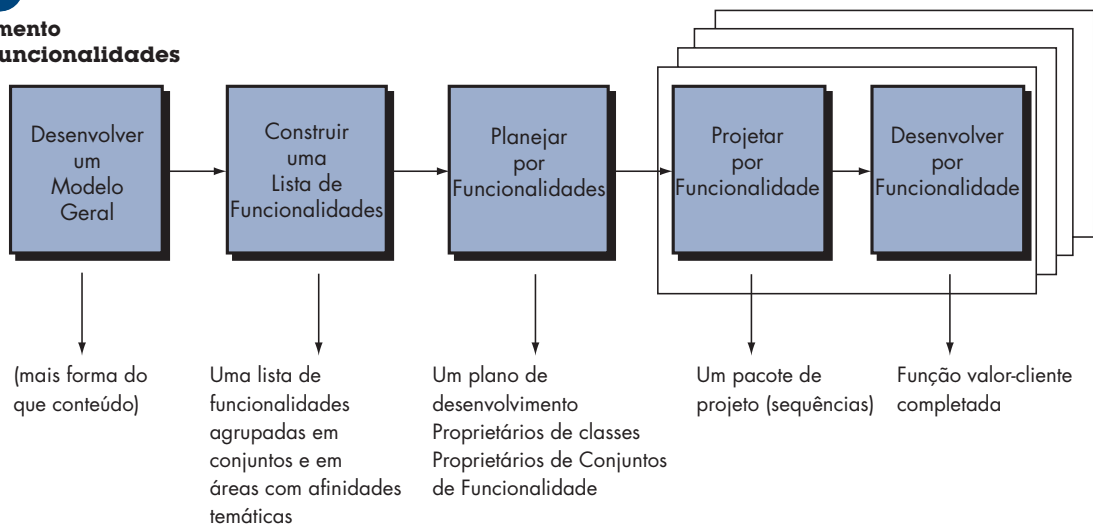 mento
uncionalidades
Desenvolver
um
Modelo
Geral
Construir
uma
Lista de
Funcionalidades
Planejar
por
Funcionalidades
Projetar
por
Funcionalidade
Desenvolver
por
Funcionalidade
(mais forma do
que conteúdo)
Uma lista de
funcionalidades
agrupadas em
conjuntos e em
áreas com afinidades
temáticas
Um plano de
desenvolvimento
Proprietários de classes
Proprietários de Conjuntos
de Funcionalidade
Um pacote de
projeto (sequências)
Função valor-cliente
completada